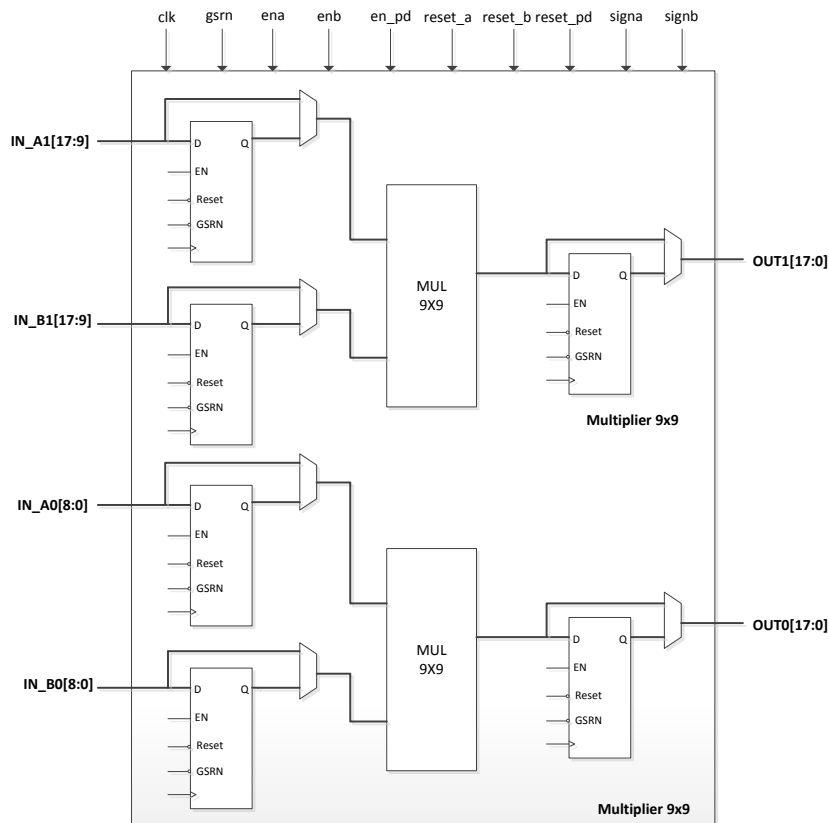 clk gsrn ena enb en_pd reset_a reset_b reset_pd signa signb
IN_A1[17:9]
D Q
EN
Reset
GSRN
IN_B1[17:9]
D Q
EN
Reset
GSRN
MUL
9X9
D Q
EN
Reset
GSRN
OUT1[17:0]
Multiplier 9x9
IN_A0[8:0]
D Q
EN
Reset
GSRN
IN_B0[8:0]
D Q
EN
Reset
GSRN
MUL
9X9
D Q
EN
Reset
GSRN
OUT0[17:0]
Multiplier 9x9